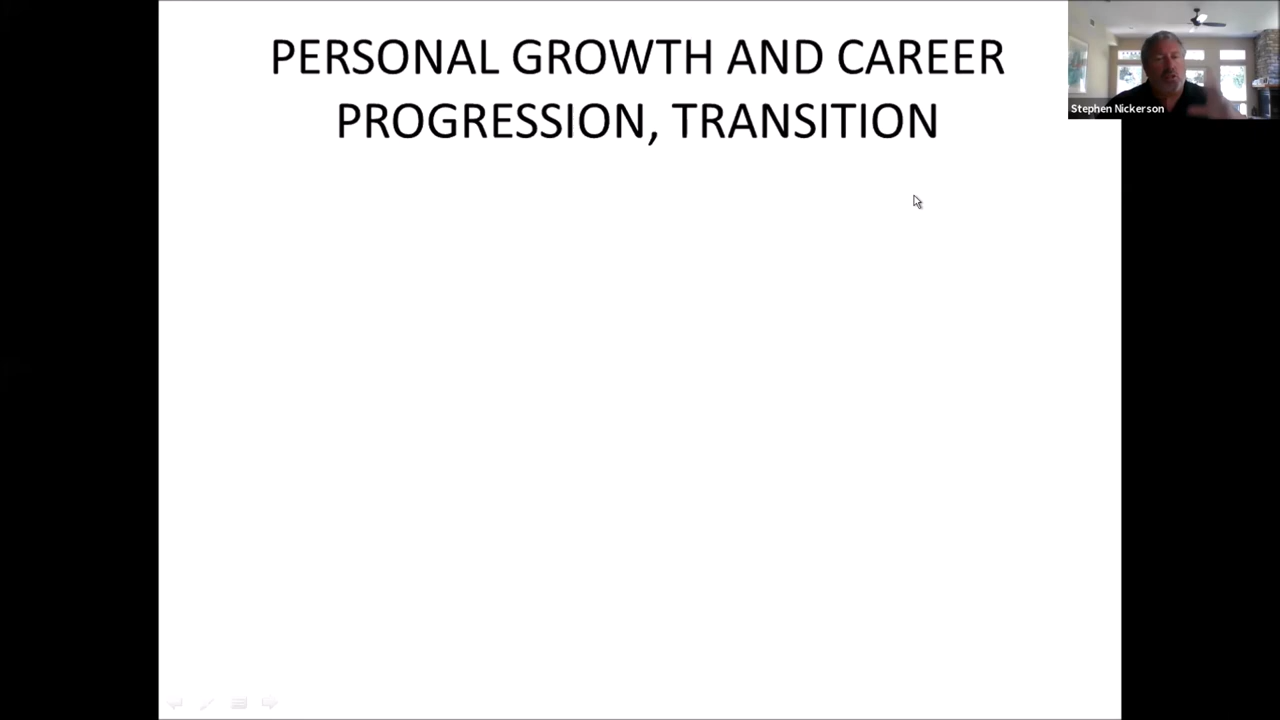 PERSONAL GROWTH AND CAREER
PROGRESSION, TRANSITION
Stephen Nickerson